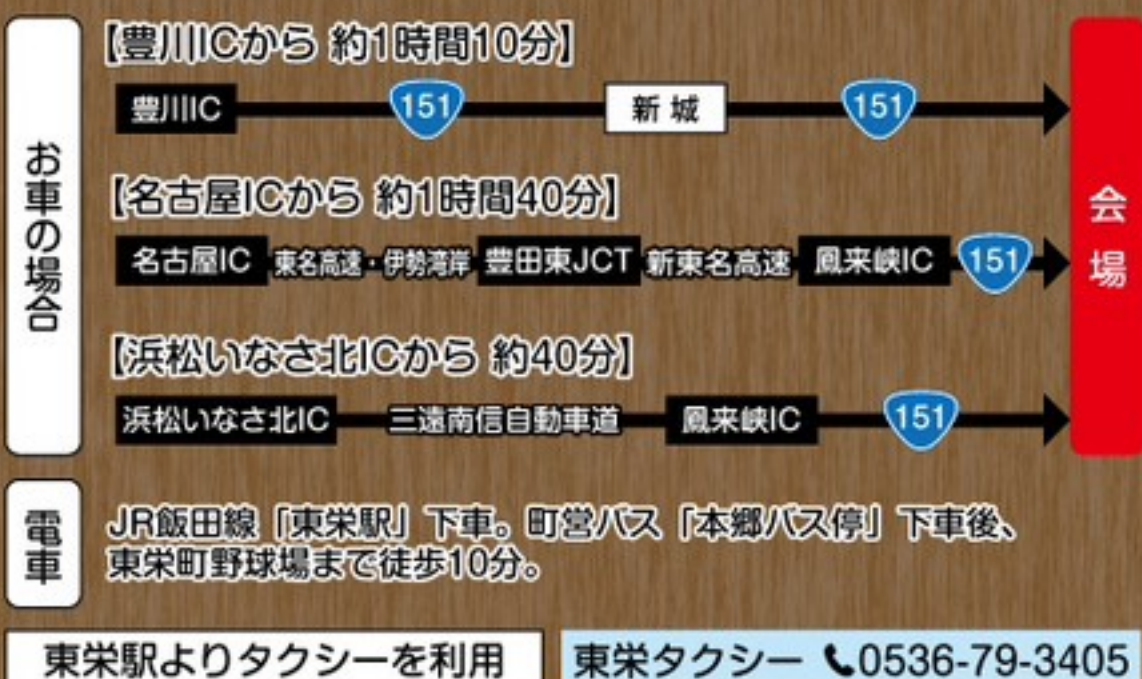 お車の場合
【豊川ICから 約1時間10分】
豊川IC 151 新城 151
【名古屋ICから 約1時間40分】
名古屋IC 東名高速・伊勢湾岸 豊田東JCT 新東名高速 鳳来峡IC 151
【浜松いなさ北ICから 約40分】
浜松いなさ北IC 三遠南信自動車道 鳳来峡IC 151
会場
電車
JR飯田線「東栄駅」下車。町営バス「本郷バス停」下車後、
東栄町野球場まで徒歩10分。
東栄駅よりタクシーを利用
東栄タクシー 0536-79-3405